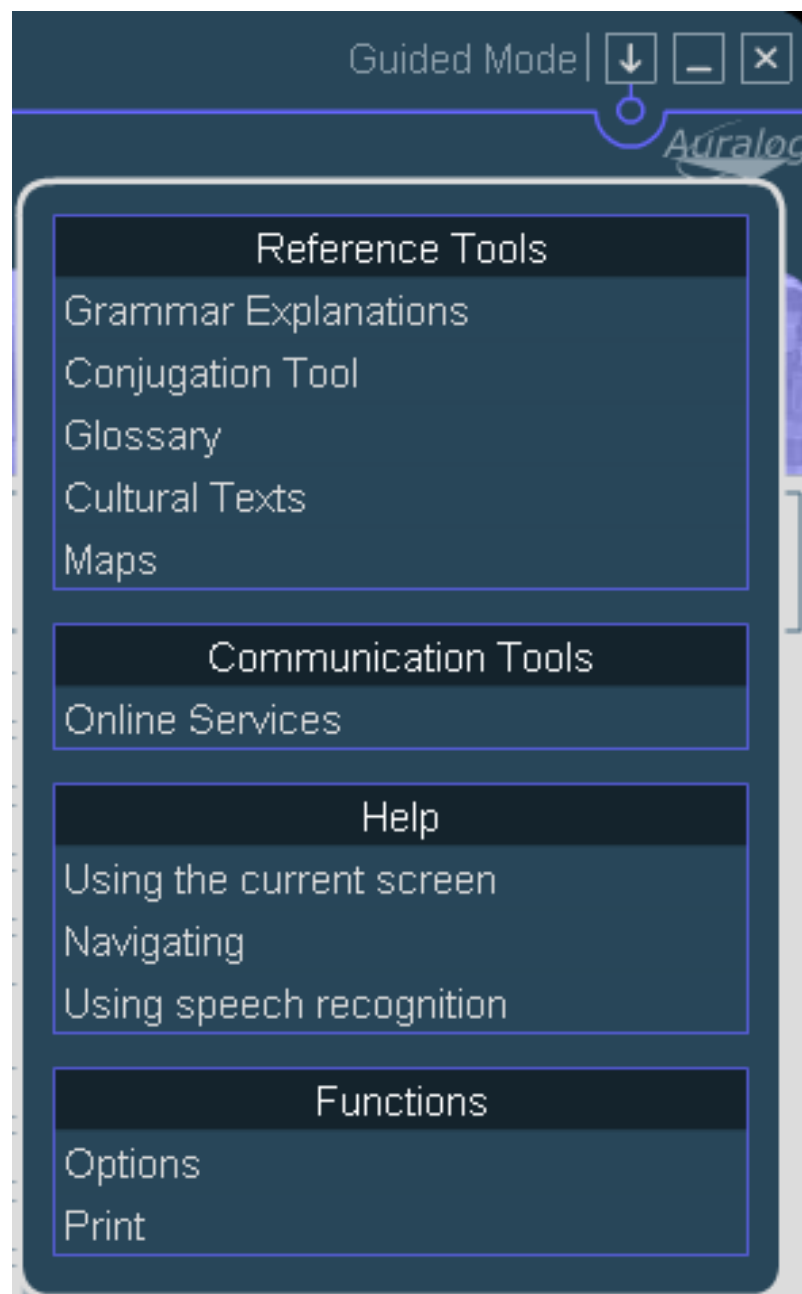 Guided Mode
Auralog
Reference Tools
Grammar Explanations
Conjugation Tool
Glossary
Cultural Texts
Maps
Communication Tools
Online Services
Help
Using the current screen
Navigating
Using speech recognition
Functions
Options
Print